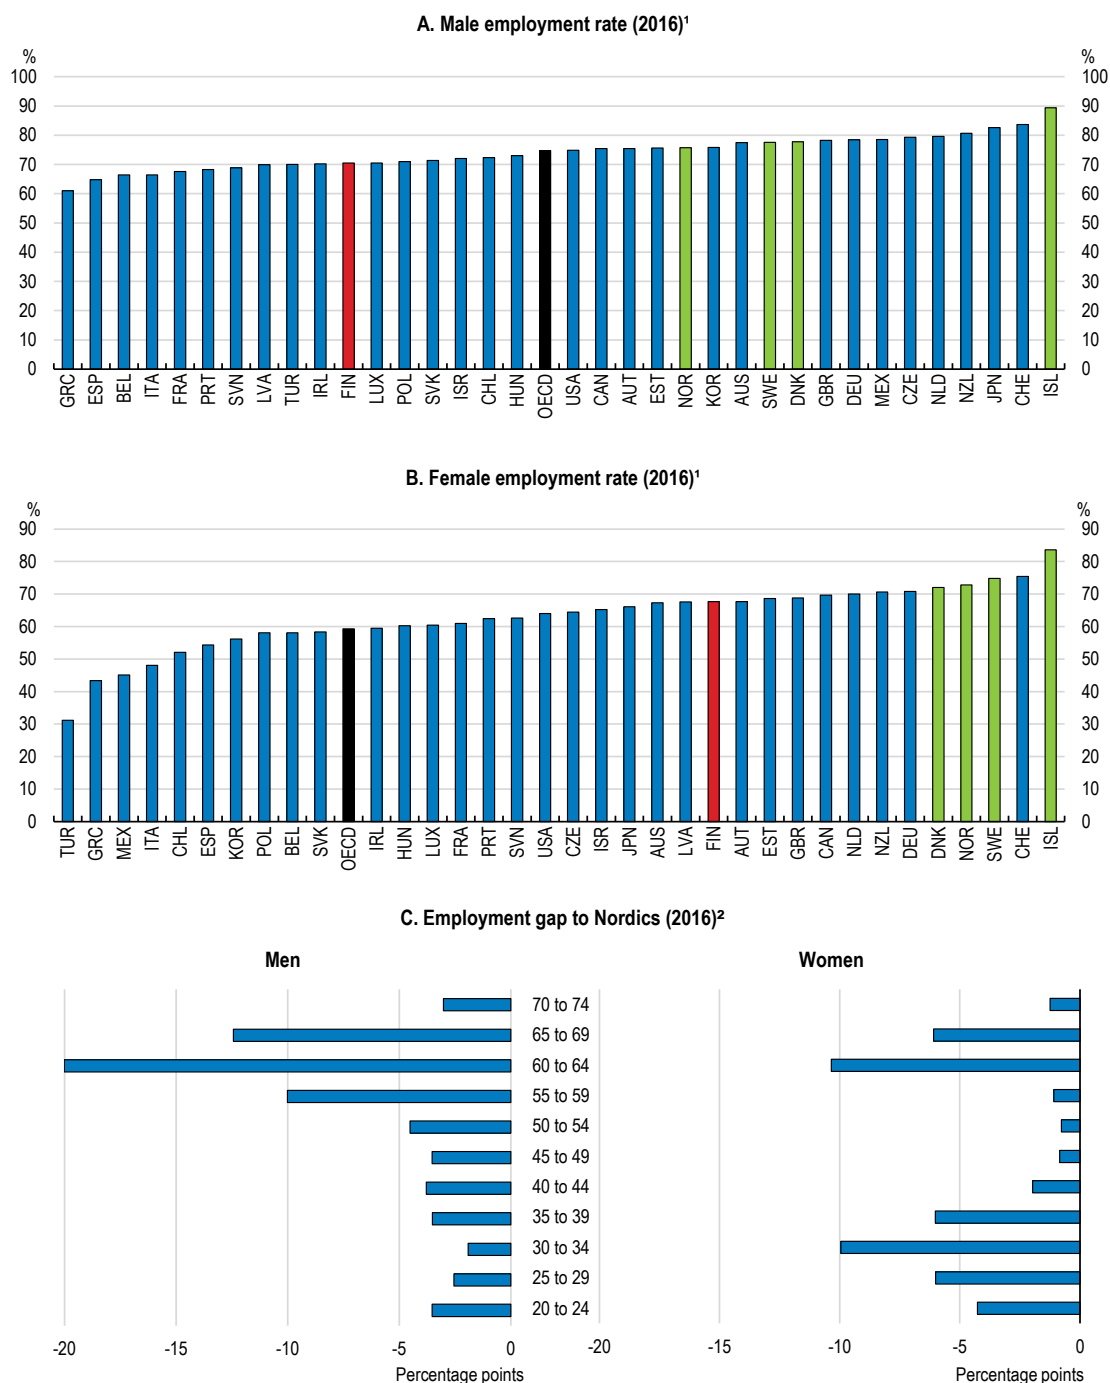 A. Male employment rate (2016)¹
% %
100 100
90 90
80 80
70 70
60 60
50 50
40 40
30 30
20 20
10 10
0 0
GRC ESP BEL ITA FRA PRT SVN LVA TUR IRL FIN LUX POL SVK ISR CHL HUN OECD USA CAN AUT EST NOR KOR AUS SWE DNK GBR DEU MEX CZE NLD NZL JPN CHE ISL
B. Female employment rate (2016)¹
% %
90 90
80 80
70 70
60 60
50 50
40 40
30 30
20 20
10 10
0 0
TUR GRC MEX ITA CHL ESP KOR POL BEL SVK OECD IRL HUN LUX FRA PRT SVN USA CZE ISR JPN AUS LVA FIN AUT EST GBR CAN NLD NZL DEU DNK NOR SWE CHE ISL
C. Employment gap to Nordics (2016)²
Men Women
70 to 74
65 to 69
60 to 64
55 to 59
50 to 54
45 to 49
40 to 44
35 to 39
30 to 34
25 to 29
20 to 24
-20 -15 -10 -5 0 -20 -15 -10 -5 0
Percentage points Percentage points